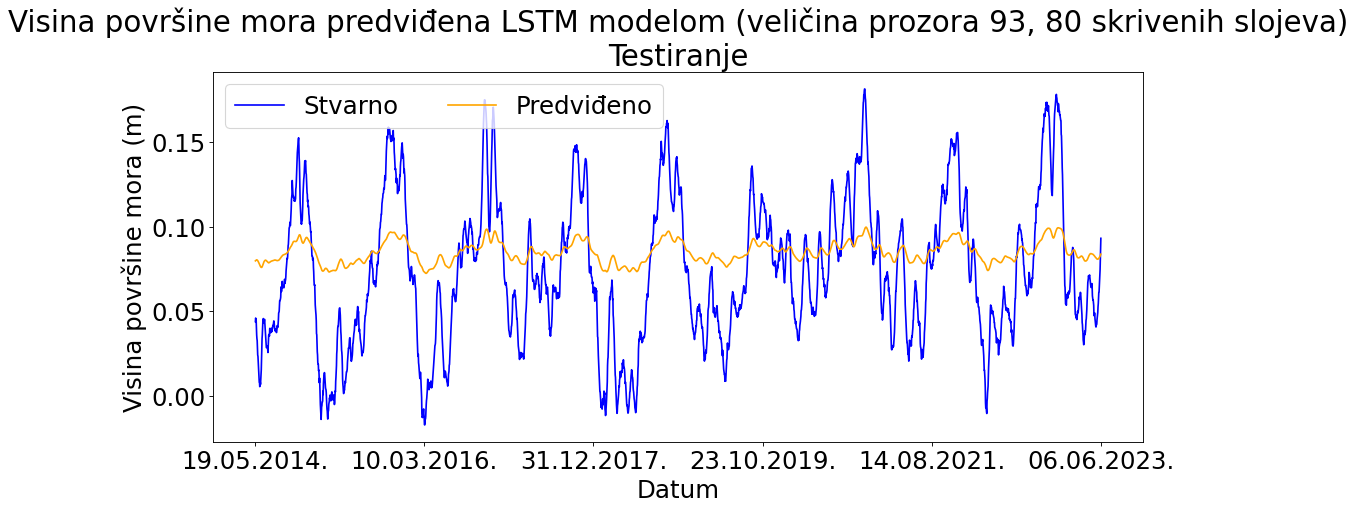 Visina površine mora predviđena LSTM modelom (veličina prozora 93, 80 skrivenih slojeva)
Testiranje
Stvarno
Predviđeno
Visina površine mora (m)
0.15
0.10
0.05
0.00
19.05.2014.
10.03.2016.
31.12.2017.
23.10.2019.
14.08.2021.
06.06.2023.
Datum